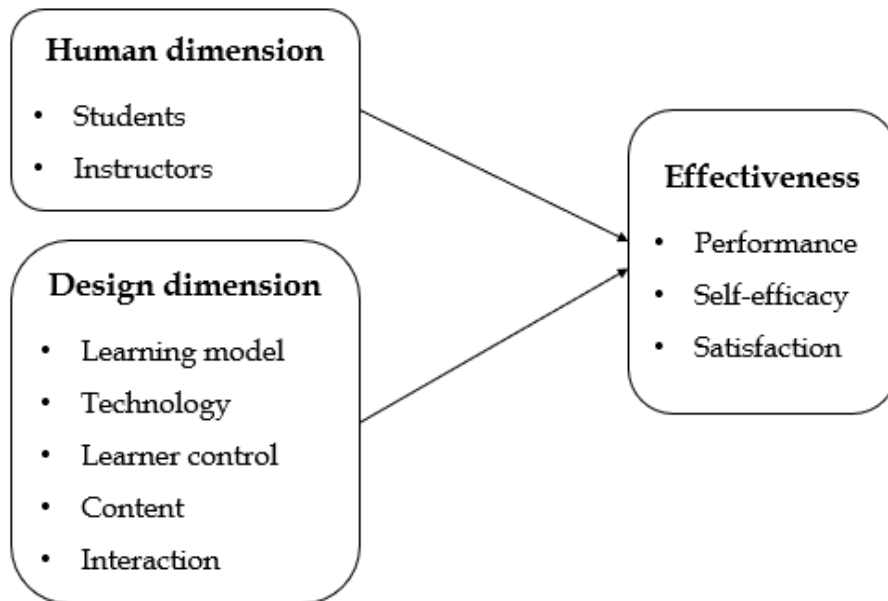 Human dimension
• Students
• Instructors
Design dimension
• Learning model
• Technology
• Learner control
• Content
• Interaction
Effectiveness
• Performance
• Self-efficacy
• Satisfaction